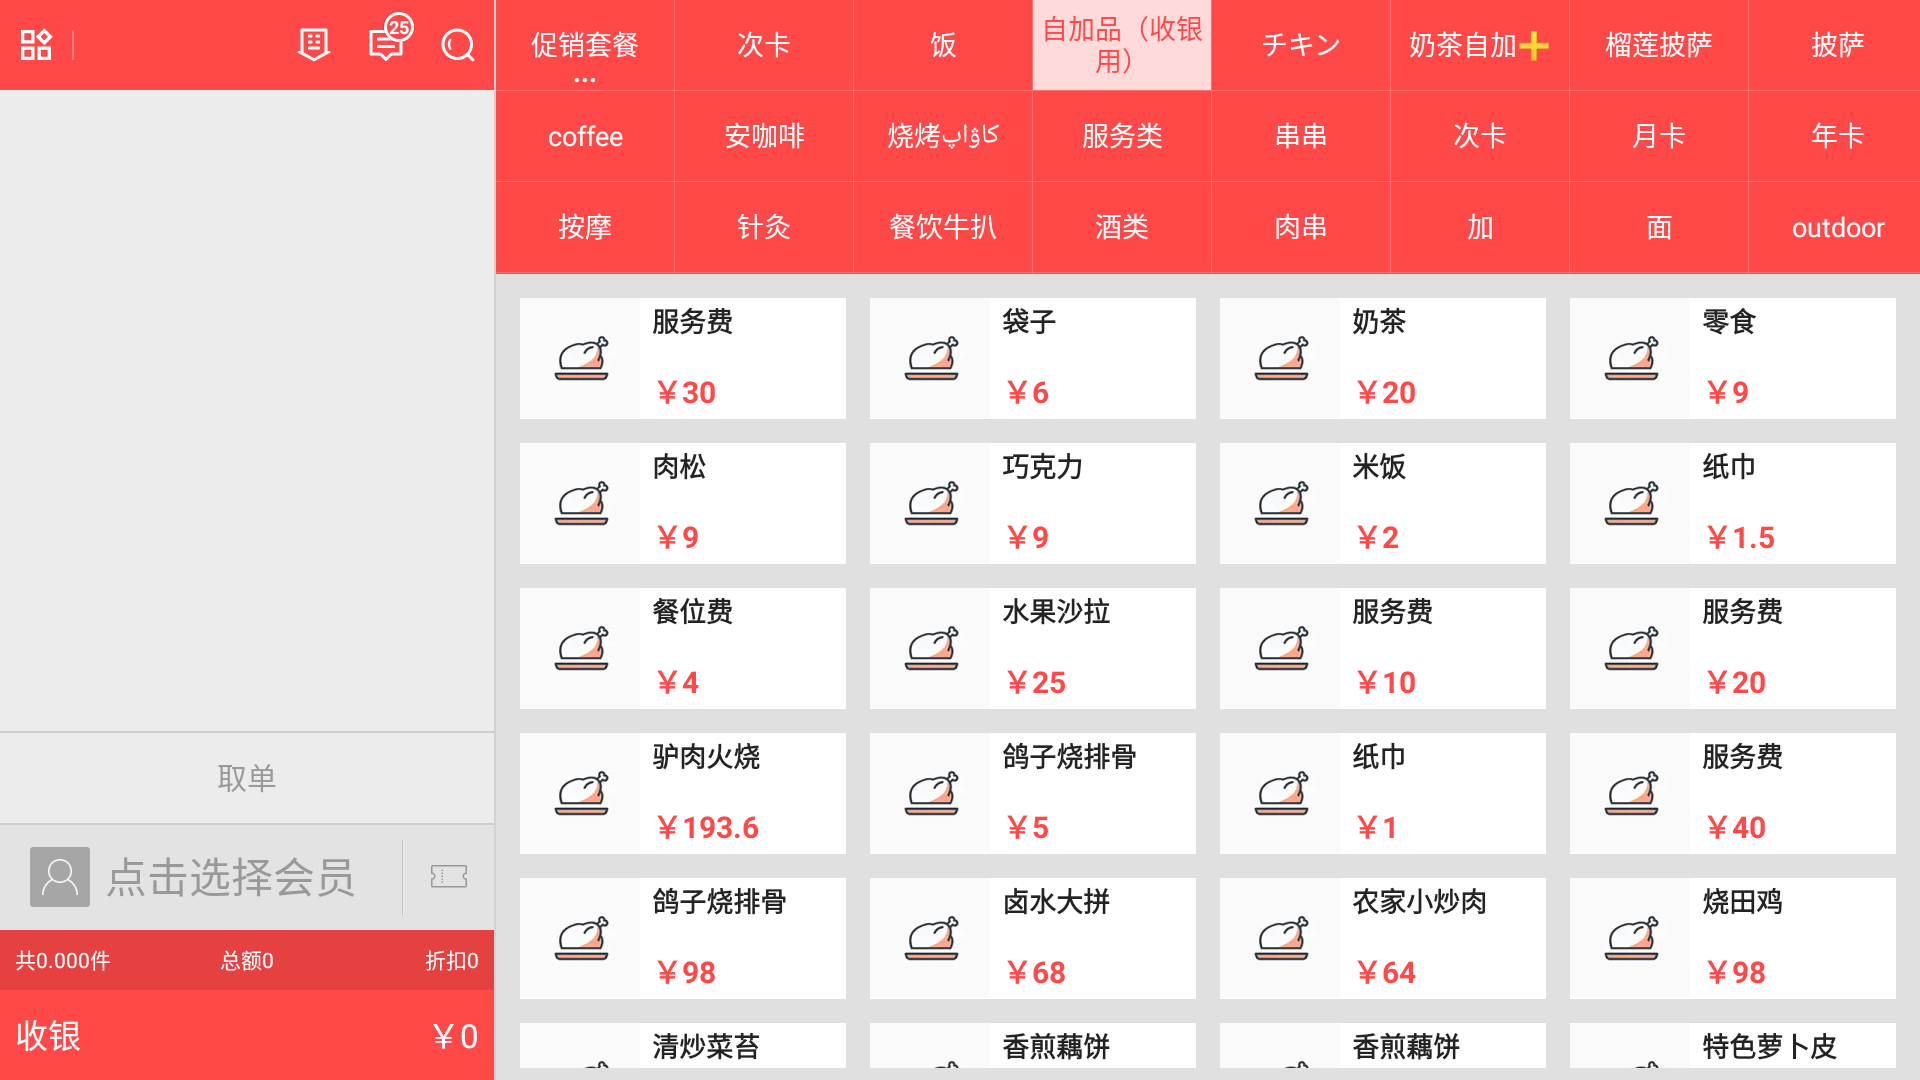 25
促销套餐
...
次卡
饭
自加品（收银
用）
チキン
奶茶自加➕
榴莲披萨
披萨
coffee
安咖啡
烧烤كاۋاپ
服务类
串串
次卡
月卡
年卡
按摩
针灸
餐饮牛扒
酒类
肉串
加
面
outdoor
服务费
￥30
袋子
￥6
奶茶
￥20
零食
￥9
肉松
￥9
巧克力
￥9
米饭
￥2
纸巾
￥1.5
餐位费
￥4
水果沙拉
￥25
服务费
￥10
服务费
￥20
驴肉火烧
￥193.6
鸽子烧排骨
￥5
纸巾
￥1
服务费
￥40
鸽子烧排骨
￥98
卤水大拼
￥68
农家小炒肉
￥64
烧田鸡
￥98
清炒菜苔
香煎藕饼
香煎藕饼
特色萝卜皮
取单
点击选择会员
共0.000件
总额0
折扣0
收银
￥0